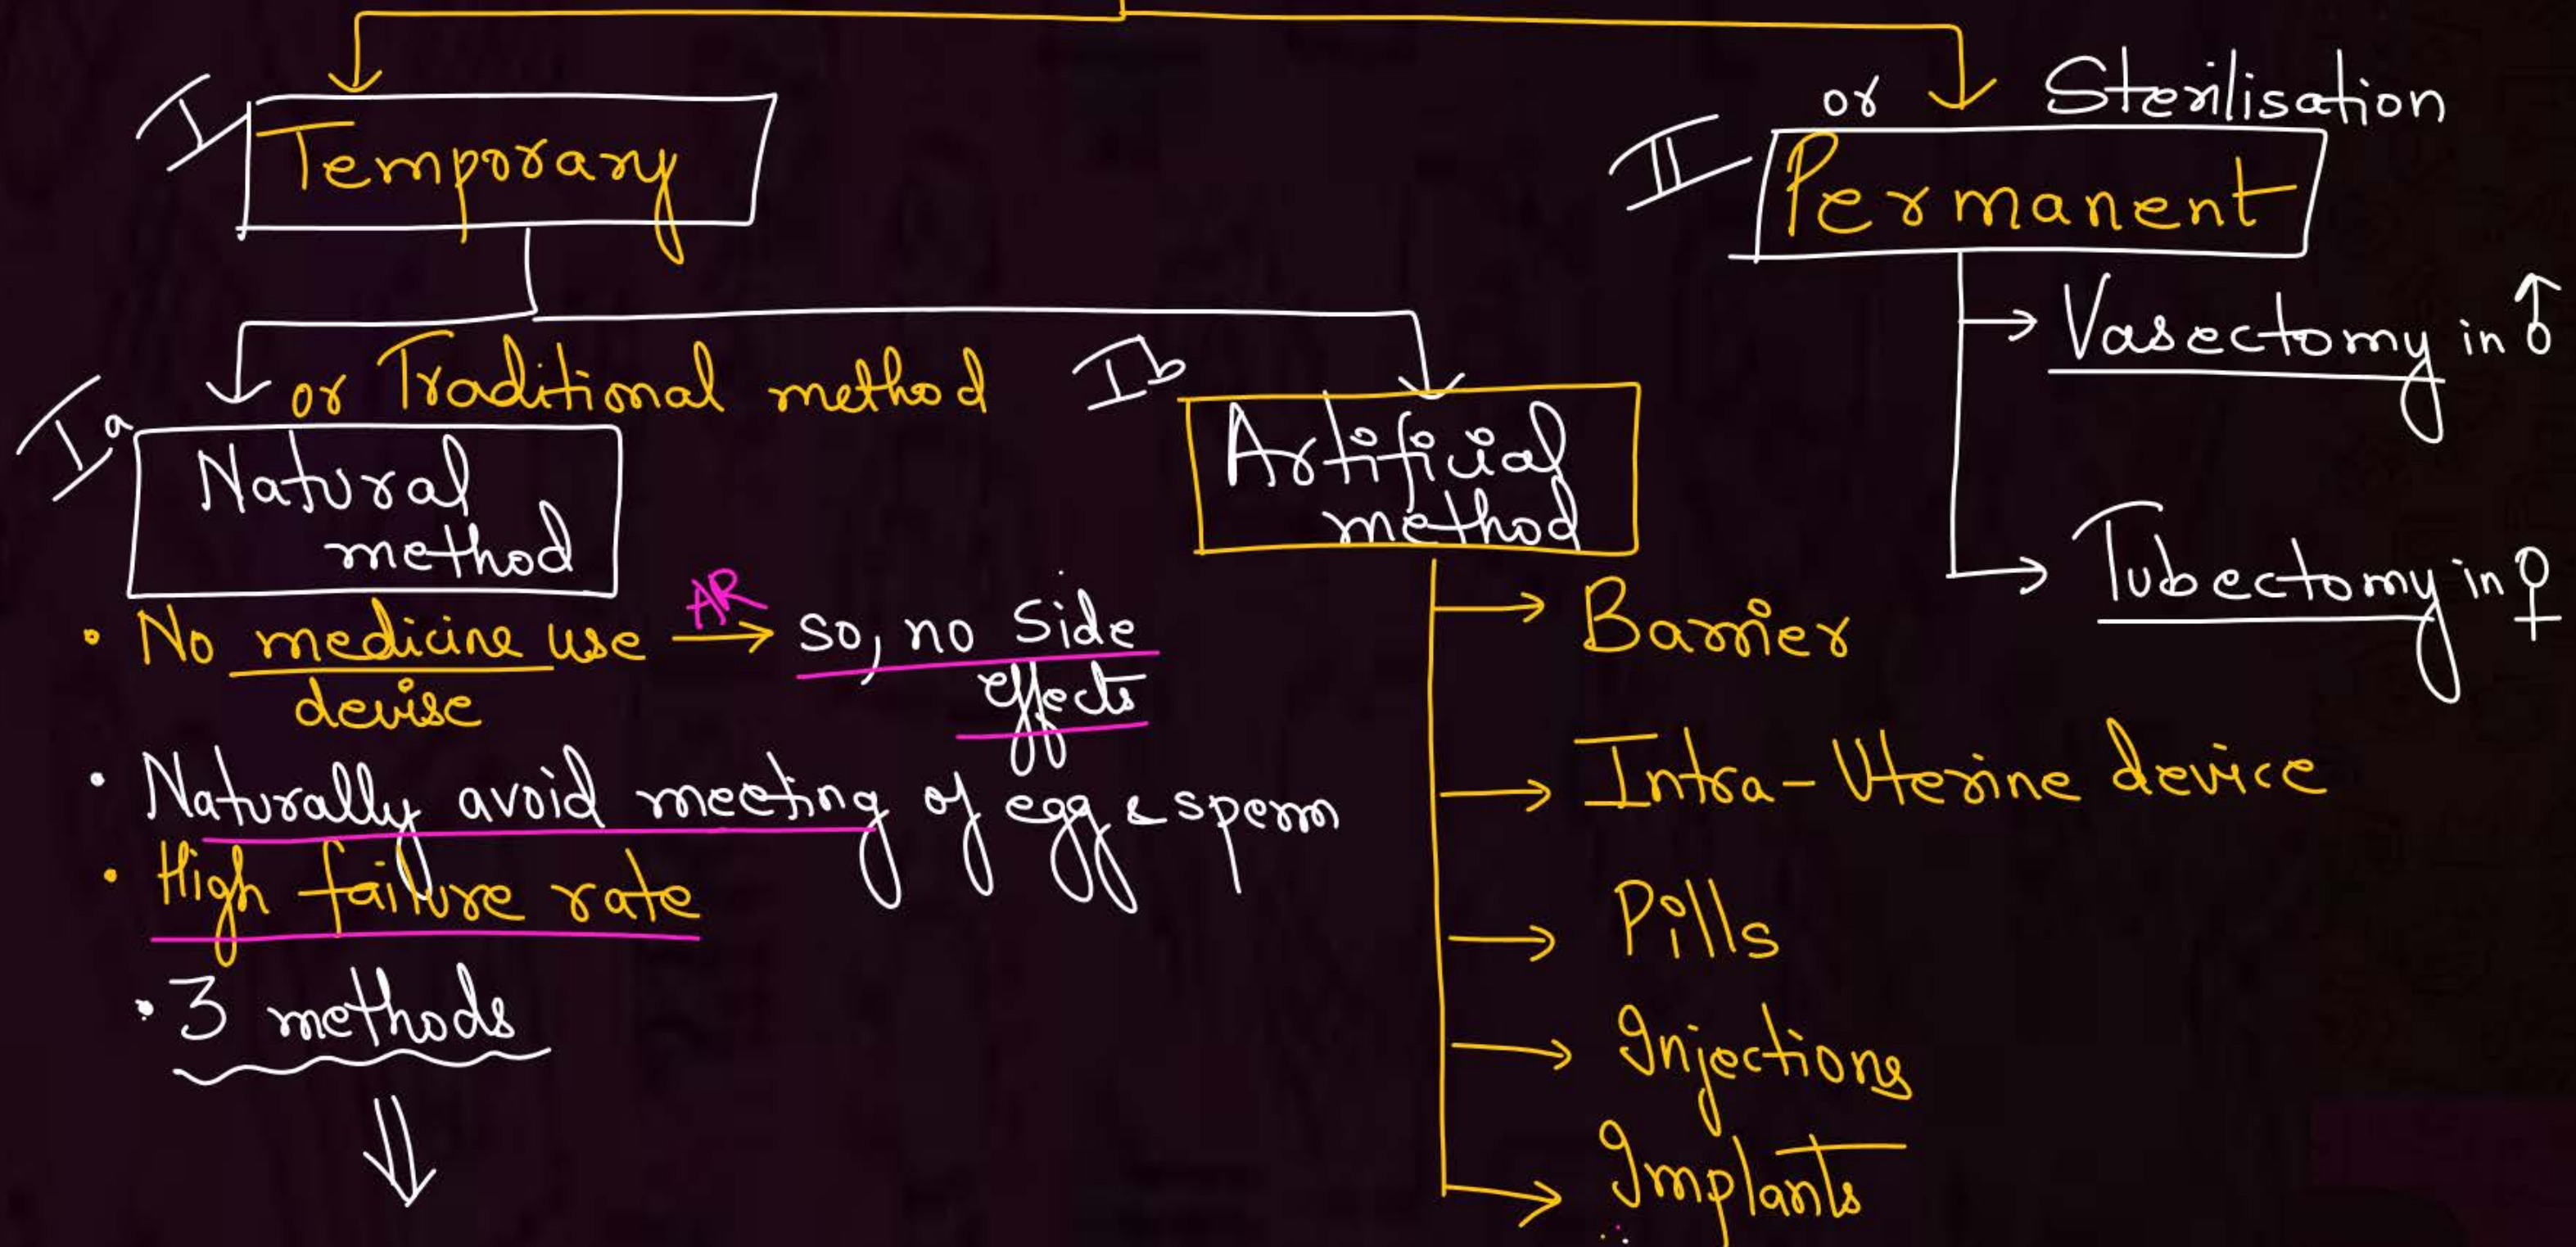 I
Temporary
or Sterilisation
II
Permanent
Vasectomy in ♂
Tubectomy in ♀
Ia
or Traditional method
Natural
method
• No medicine use AR → so, no Side
devise
effects
• Naturally avoid meeting of egg & sperm
• High failure rate
• 3 methods
Ib
Artificial
method
→ Barrier
→ Intra-Uterine device
→ Pills
→ Injections
→ Implants